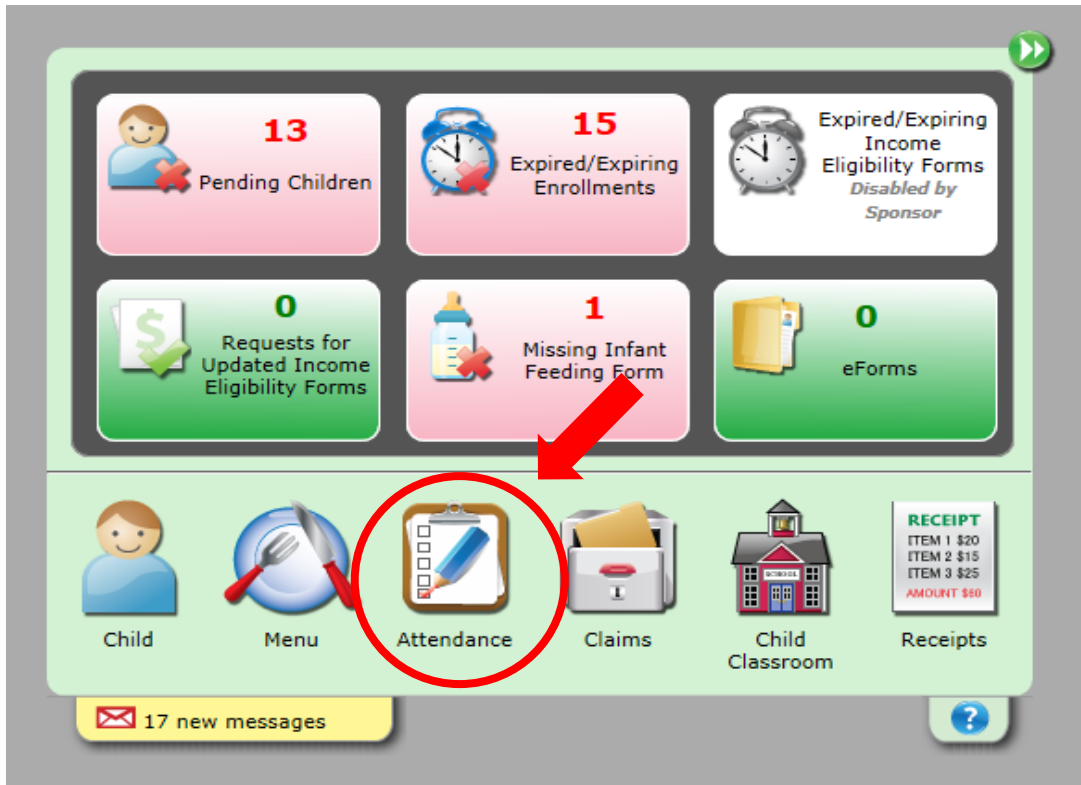 13
Pending Children
15
Expired/Expiring
Enrollments
Expired/Expiring
Income
Eligibility Forms
Disabled by
Sponsor
0
Requests for
Updated Income
Eligibility Forms
1
Missing Infant
Feeding Form
0
eForms
Child
Menu
Attendance
Claims
SCHOOL
Child
Classroom
RECEIPT
ITEM 1 $20
ITEM 2 $15
ITEM 3 $25
AMOUNT $60
Receipts
17 new messages
?